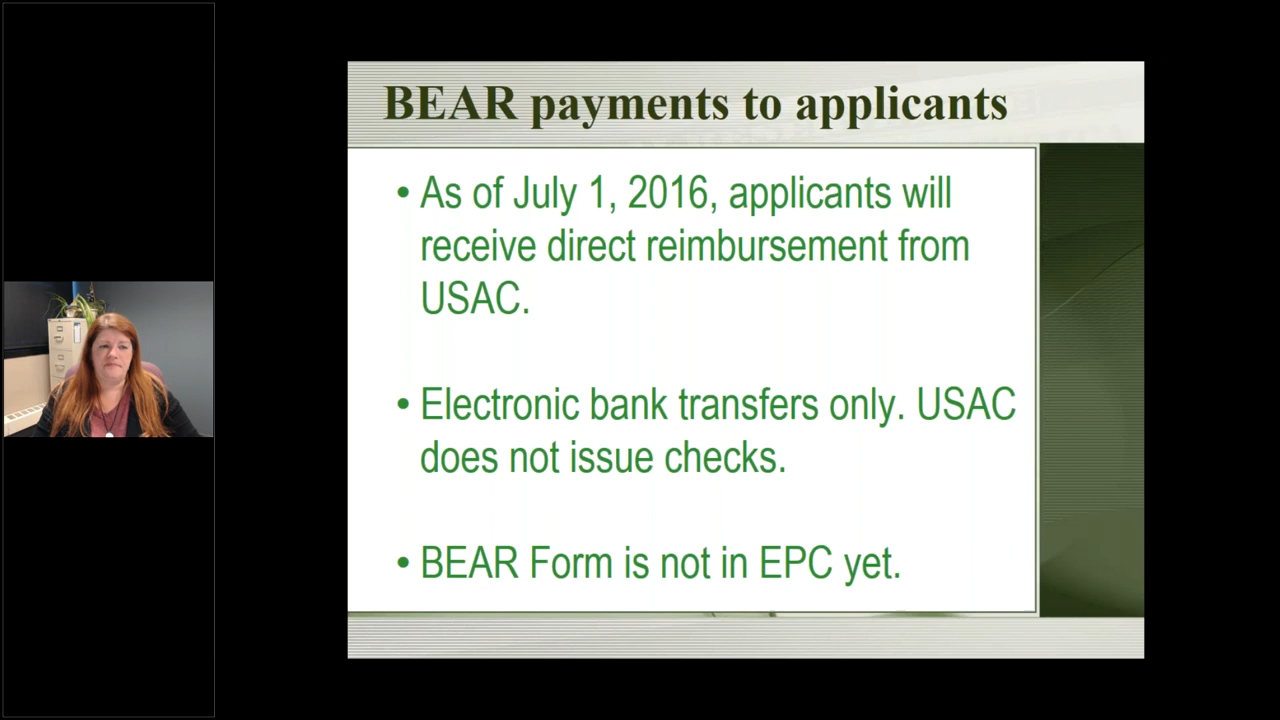 BEAR payments to applicants
• As of July 1, 2016, applicants will
receive direct reimbursement from
USAC.
• Electronic bank transfers only. USAC
does not issue checks.
• BEAR Form is not in EPC yet.